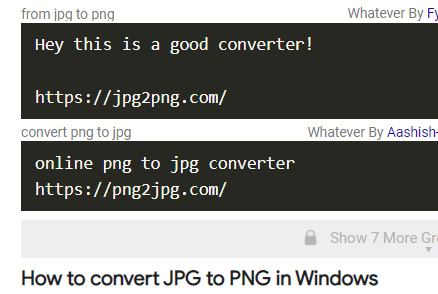 from jpg to png
Whatever By Fy
Hey this is a good converter!
https://jpg2png.com/
convert png to jpg
Whatever By Aashish-
online png to jpg converter
https://png2jpg.com/
Show 7 More Gr
How to convert JPG to PNG in Windows